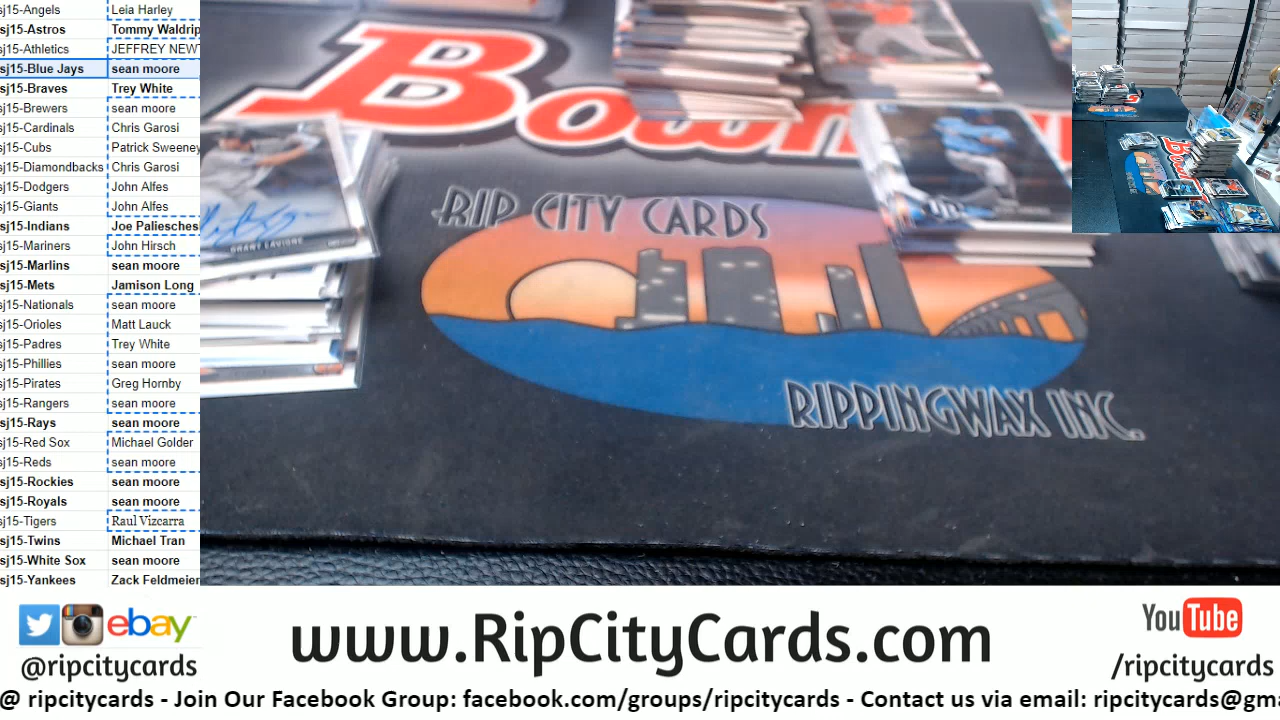 sj15-Angels Leia Harley
sj15-Astros Tommy Waldrip
sj15-Athletics JEFFREY NEWT
sj15-Blue Jays sean moore
sj15-Braves Trey White
sj15-Brewers sean moore
sj15-Cardinals Chris Garosi
sj15-Cubs Patrick Sweeney
sj15-Diamondbacks Chris Garosi
sj15-Dodgers John Alfes
sj15-Giants John Alfes
sj15-Indians Joe Paliesches
sj15-Mariners John Hirsch
sj15-Marlins sean moore
sj15-Mets Jamison Long
sj15-Nationals sean moore
sj15-Orioles Matt Lauck
sj15-Padres Trey White
sj15-Phillies sean moore
sj15-Pirates Greg Hornby
sj15-Rangers sean moore
sj15-Rays sean moore
sj15-Red Sox Michael Golder
sj15-Reds sean moore
sj15-Rockies sean moore
sj15-Royals sean moore
sj15-Tigers Raul Vizcarra
sj15-Twins Michael Tran
sj15-White Sox sean moore
sj15-Yankees Zack Feldmeier
Bowm
GRANT LAVIGNE
RIP CITY CARDS
RIPPINGWAX INC.
ebay
@ripcitycards
www.RipCityCards.com
YouTube
/ripcitycards
@ ripcitycards - Join Our Facebook Group: facebook.com/groups/ripcitycards - Contact us via email: ripcitycards@gma